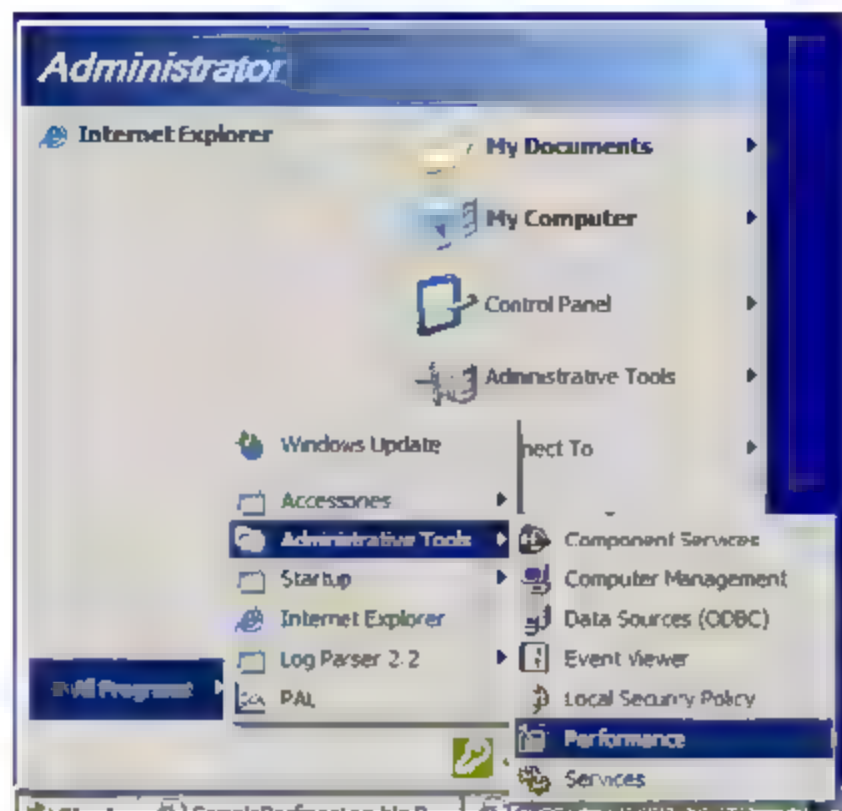 Administrator
Internet Explorer
My Documents
My Computer
Control Panel
Administrative Tools
nect To
Windows Update
Accessories
Administrative Tools
Startup
Internet Explorer
Log Parser 2.2
PAL
All Programs
Component Services
Computer Management
Data Sources (ODBC)
Event Viewer
Local Security Policy
Performance
Services